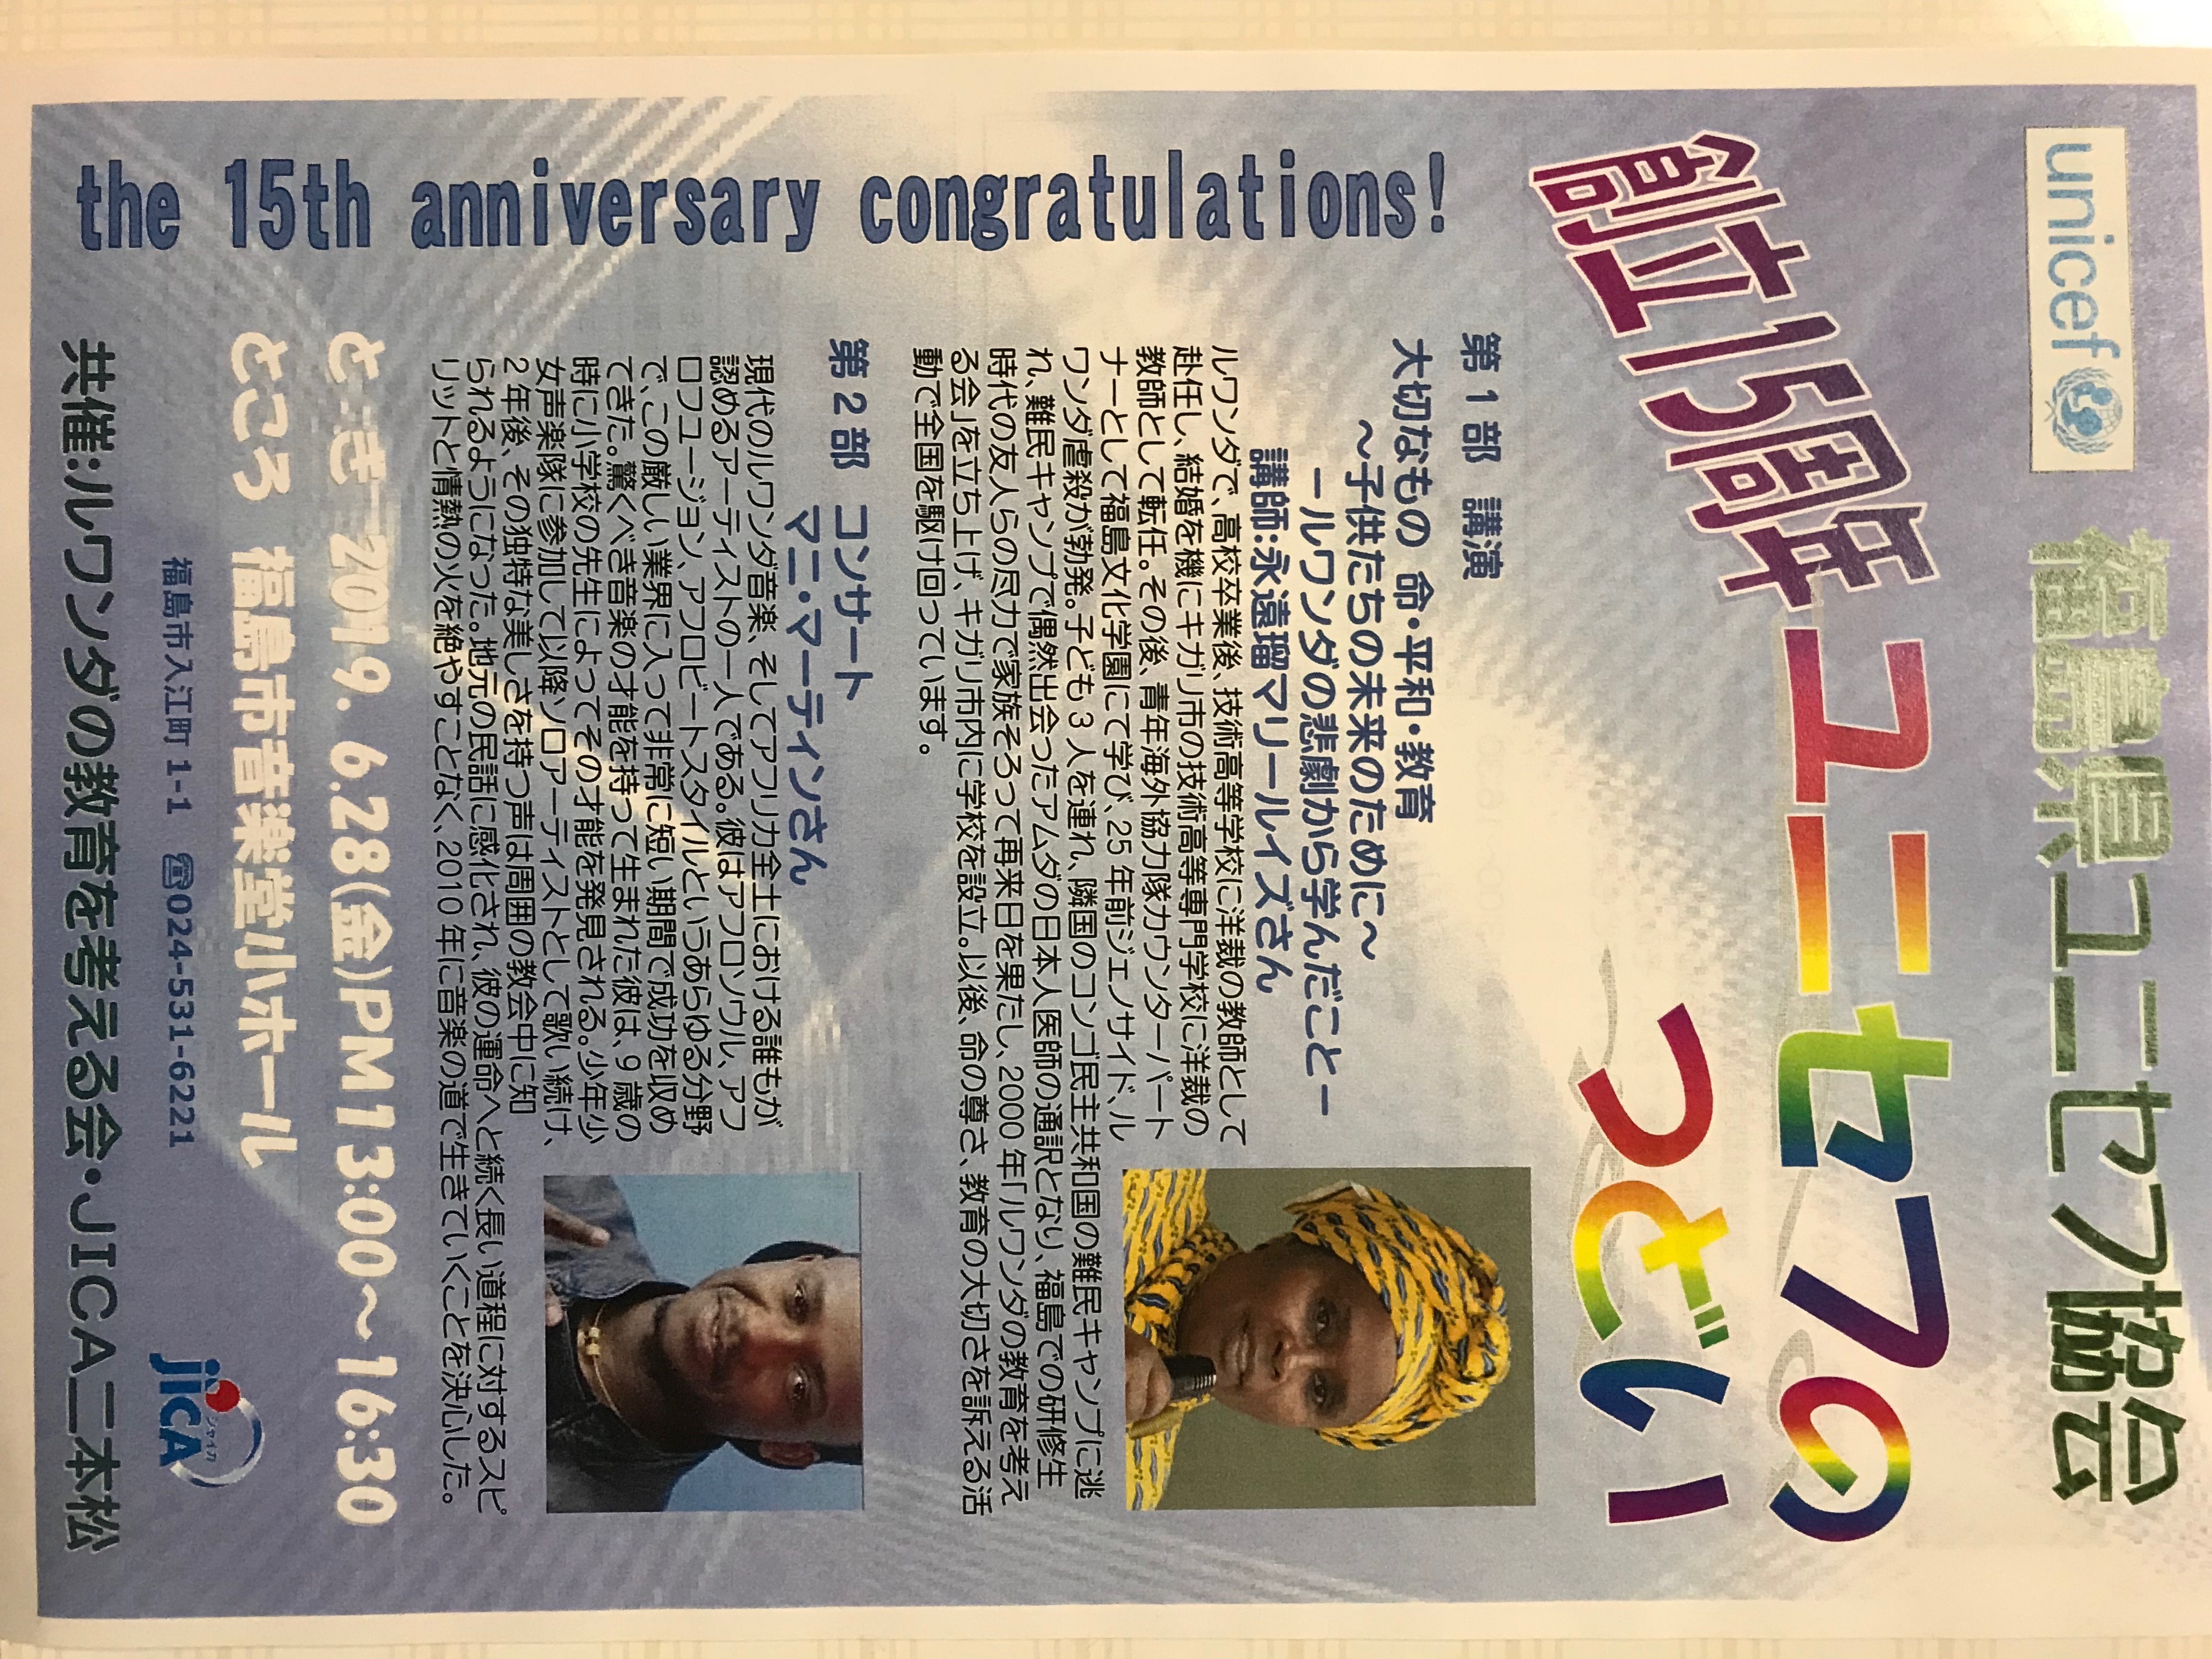 unicef
福島県ユニセフ協会
創立15周年
ユニセフの
つどい
the 15th anniversary congratulations!
第1部 講演
大切なもの 命・平和・教育
～子供たちの未来のために～
ールワンダの悲劇から学んだことー
講師:永遠瑠マリールイズさん
ルワンダで、高校卒業後、技術高等学校に洋裁の教師として
赴任し、結婚を機にキガリ市の技術高等専門学校に洋裁の
教師として転任。その後、青年海外協力隊カウンターパート
ナーとして福島文化学園にて学び、25年前ジェノサイド、ル
ワンダ虐殺が勃発。子ども3人を連れ、隣国のコンゴ民主共和国の難民キャンプに逃
れ、難民キャンプで偶然出会ったアムダの日本人医師の通訳となり、福島での研修生
時代の友人らの尽力で家族そろって再来日を果たし、2000年「ルワンダの教育を考え
る会」を立ち上げ、キガリ市内に学校を設立。以後、命の尊さ、教育の大切さを訴える活
動で全国を駆け回っています。
第2部 コンサート
マニ・マーティンさん
現代のルワンダ音楽、そしてアフリカ全土における誰もが
認めるアーティストの一人である。彼はアフロソウル、アフ
ロフュージョン、アフロビートスタイルというあらゆる分野
で、この厳しい業界に入って非常に短い期間で成功を収め
てきた。驚くべき音楽の才能を持って生まれた彼は、9歳の
時に小学校の先生によってその才能を発見される。少年少
女声楽隊に参加して以降ソロアーティストとして歌い続け、
2年後、その独特な美しさを持つ声は周囲の教会中に知
られるようになった。地元の民話に感化され、彼の運命へと続く長い道程に対するスピ
リットと情熱の火を絶やすことなく、2010年に音楽の道で生きていくことを決心した。
とき 2019. 6.28(金)PM13:00～16:30
ところ 福島市音楽堂小ホール
福島市入江町1-1 ☎024-531-6221
ジャイカ
jICA
共催:ルワンダの教育を考える会・JICA二本松